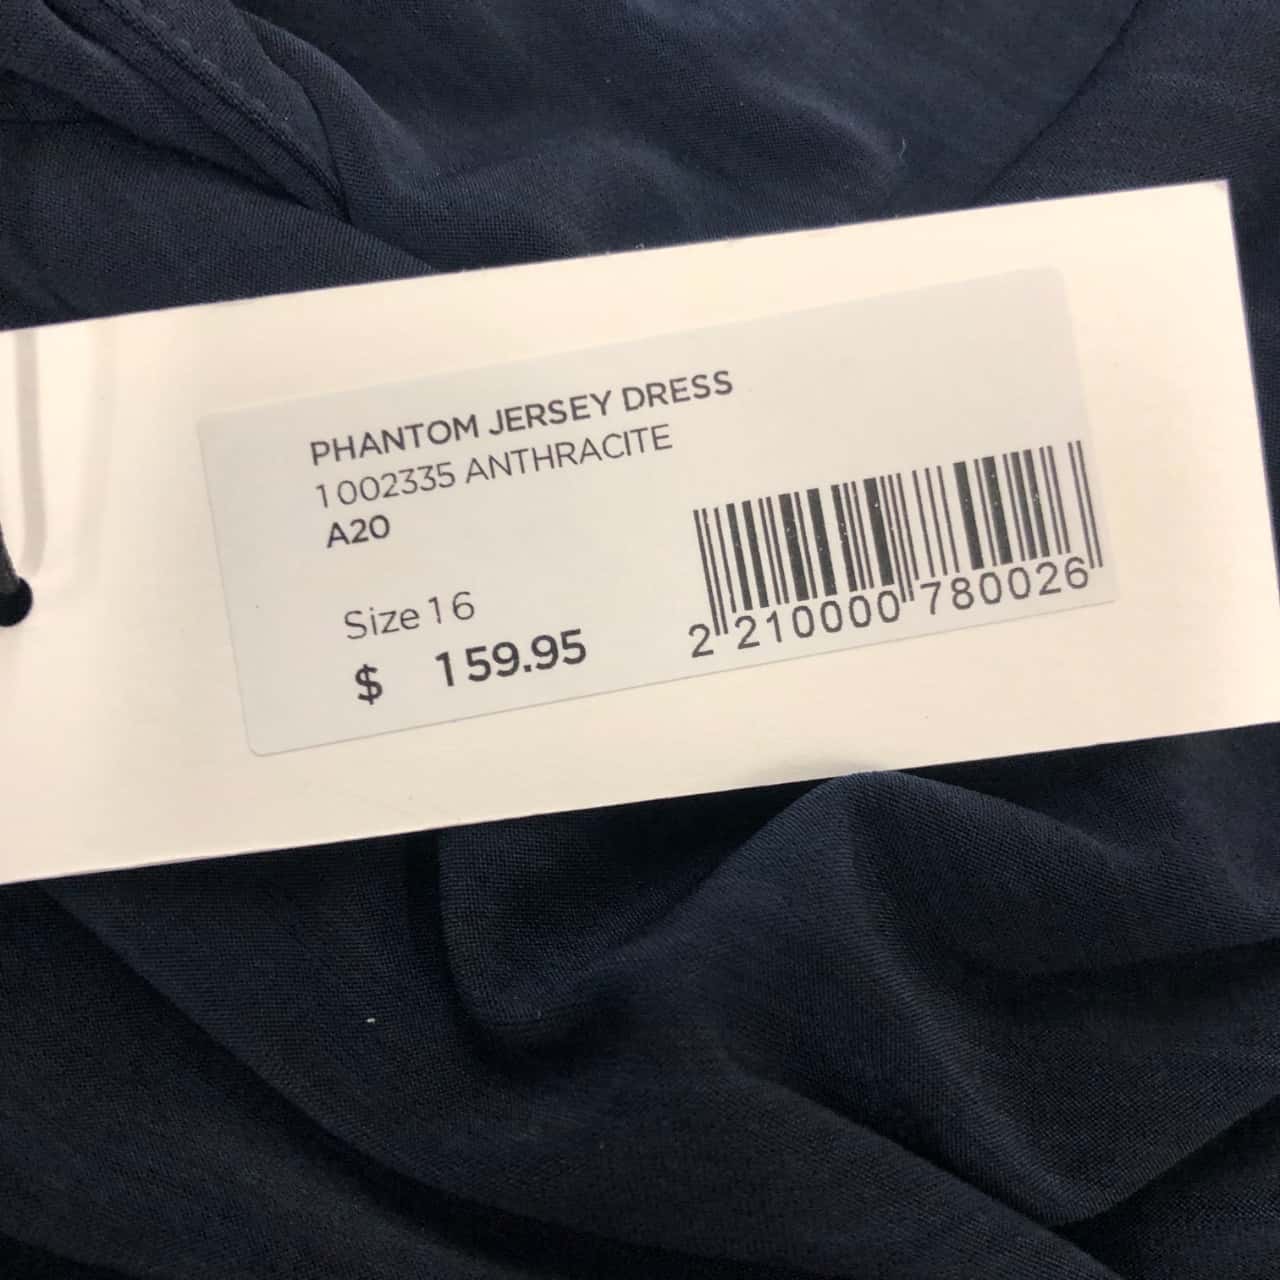 PHANTOM JERSEY DRESS
1002335 ANTHRACITE
A20
Size 16
$ 159.95
2 210000 780026